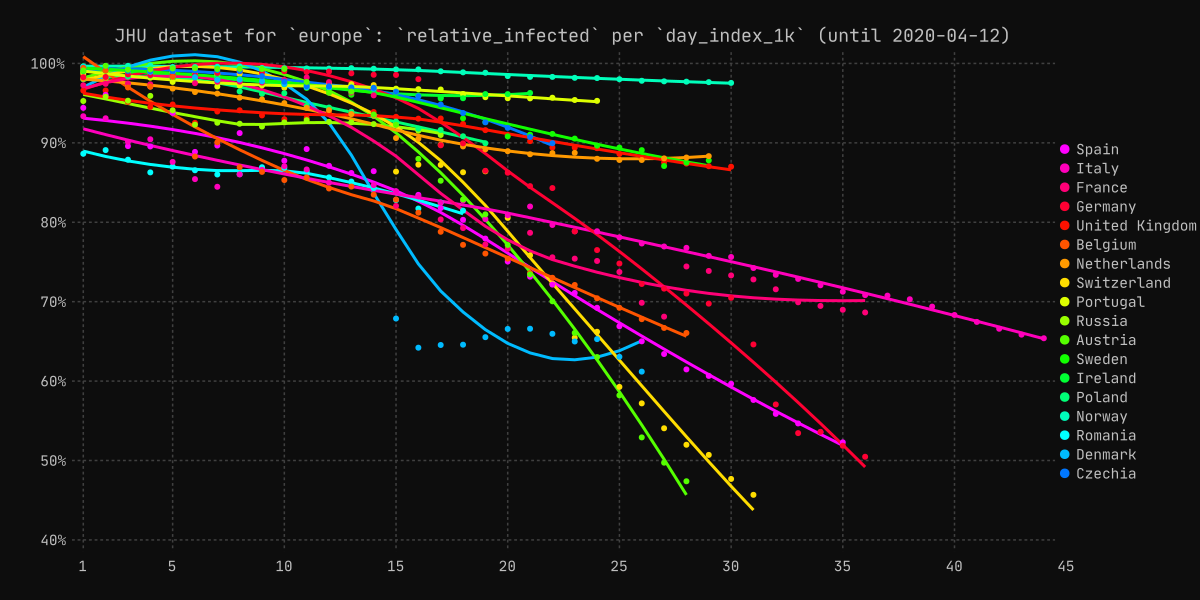 JHU dataset for `europe`: `relative_infected` per `day_index_1k` (until 2020-04-12)
100%
90%
80%
70%
60%
50%
40%
1 5 10 15 20 25 30 35 40 45
Spain
Italy
France
Germany
United Kingdom
Belgium
Netherlands
Switzerland
Portugal
Russia
Austria
Sweden
Ireland
Poland
Norway
Romania
Denmark
Czechia